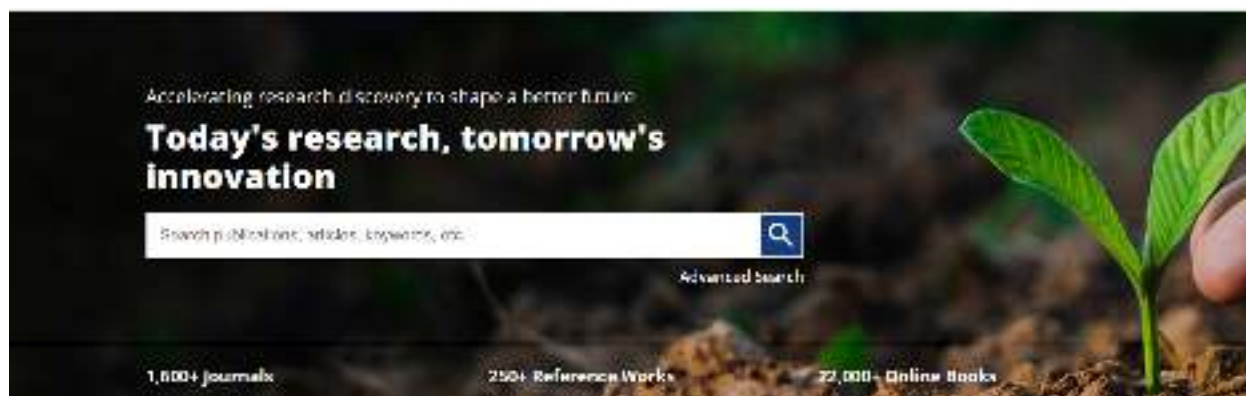 Accelerating research discovery to shape a better future
Today's research, tomorrow's
innovation
Search publications, articles, keywords, etc.
Advanced Search
1,600+ Journals
250+ Reference Works
22,000+ Online Books